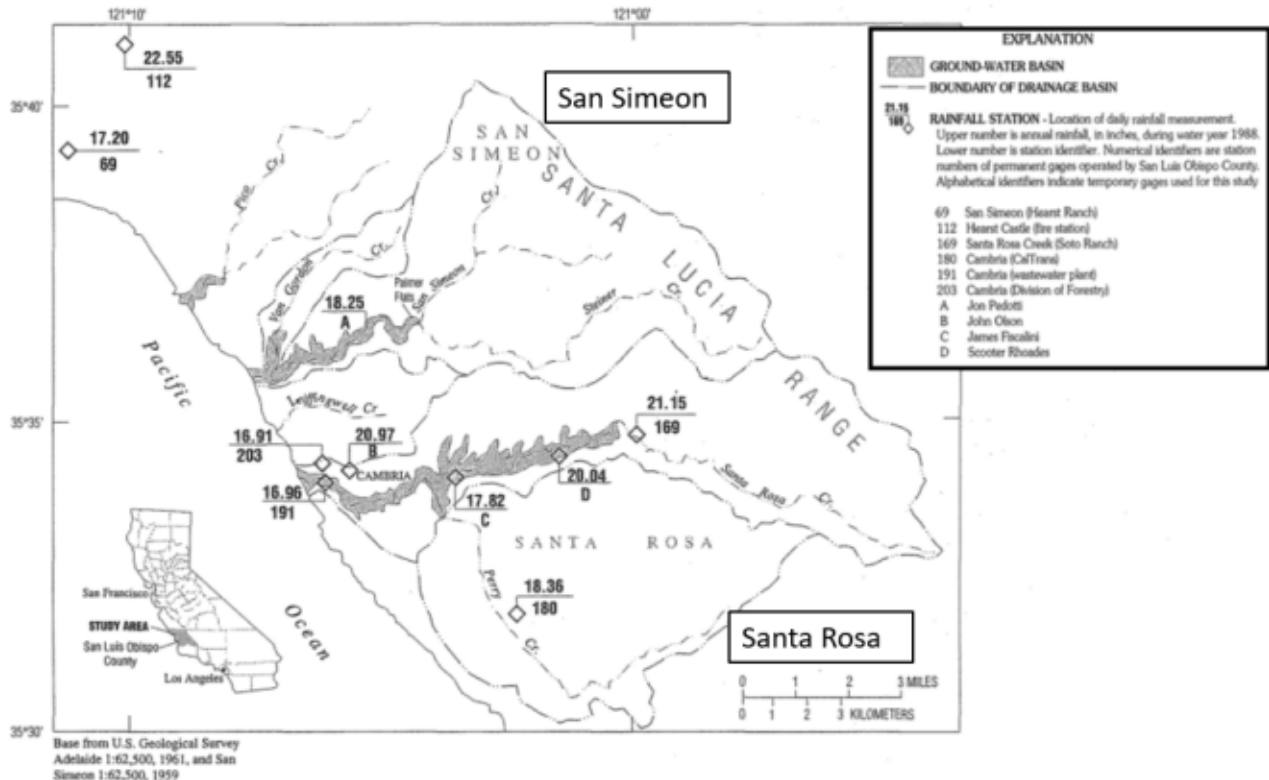 121°10'
121°00'
EXPLANATION
GROUND-WATER BASIN
BOUNDARY OF DRAINAGE BASIN
21.15
169
RAINFALL STATION - Location of daily rainfall measurement.
Upper number is annual rainfall, in inches, during water year 1988.
Lower number is station identifier. Numerical identifiers are station
numbers of permanent gages operated by San Luis Obispo County.
Alphabetical identifiers indicate temporary gages used for this study
69 San Simeon (Hearst Ranch)
112 Hearst Castle (fire station)
169 Santa Rosa Creek (Soto Ranch)
180 Cambria (CalTrans)
191 Cambria (wastewater plant)
203 Cambria (Division of Forestry)
A Jon Pedotti
B John Olson
C James Fiscalini
D Scooter Rhoades
22.55
112
San Simeon
35°40'
17.20
69
SAN
SIMEON
SANTA
LUCIA
RANGE
Pico Cr.
Van Gordon Cr.
Palmer
Flats
San Simeon Cr.
Steiner Cr.
18.25
A
Pacific
Ocean
Leffingwell Cr.
35°35'
21.15
169
16.91
203
20.97
B
CAMBRIA
16.96
191
17.82
C
20.04
D
Santa Rosa Cr.
SANTA ROSA
Perry Cr.
18.36
180
Santa Rosa
San Francisco
STUDY AREA
San Luis Obispo
County
Los Angeles
0 1 2 3 MILES
0 1 2 3 KILOMETERS
35°30'
Base from U.S. Geological Survey
Adelaide 1:62,500, 1961, and San
Simeon 1:62,500, 1959